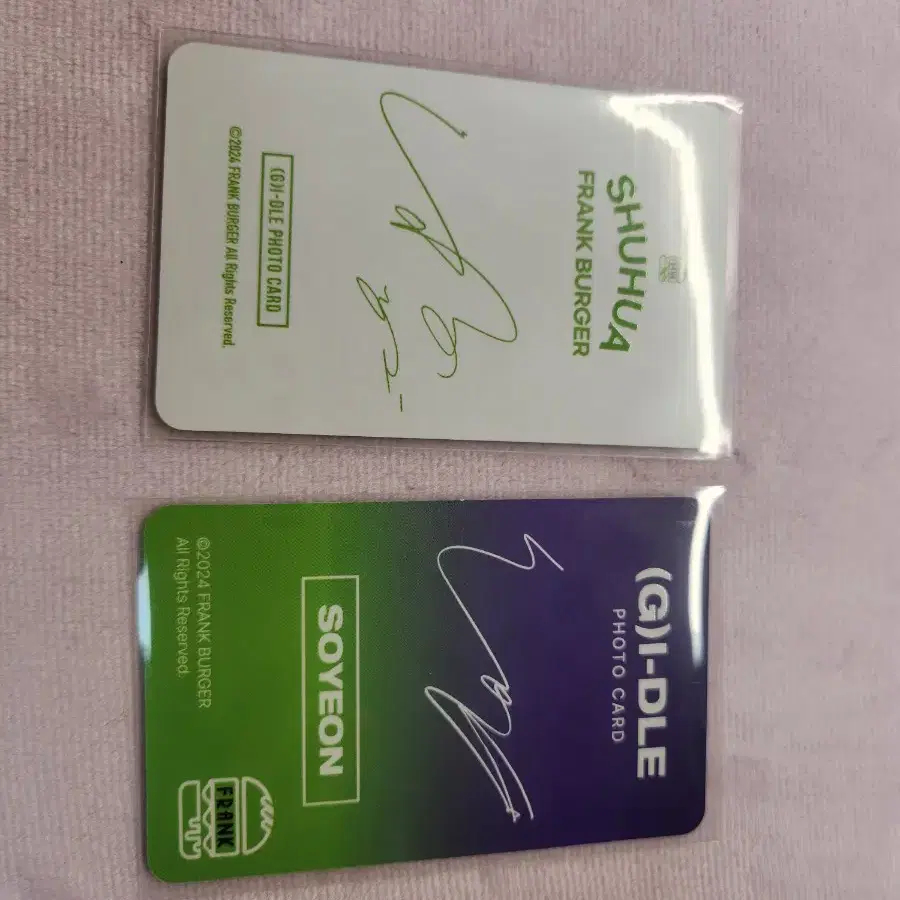 SHUHUA
FRANK BURGER
(G)I-DLE PHOTO CARD
©2024 FRANK BURGER All Rights Reserved.
(G)I-DLE
PHOTO CARD
SOYEON
©2024 FRANK BURGER
All Rights Reserved.
FRANK